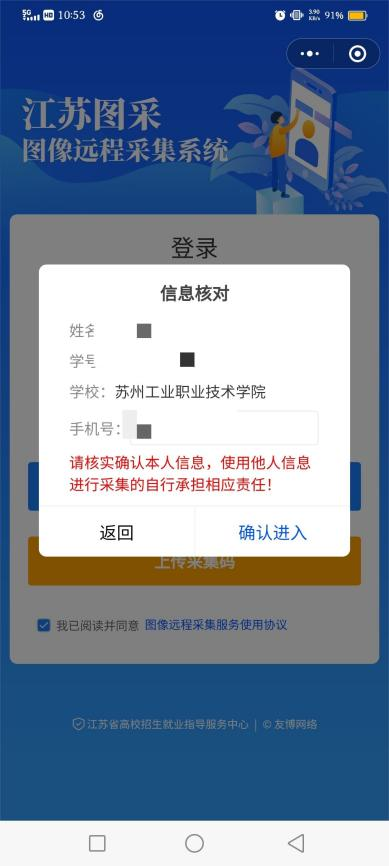 5G HD 10:53 3.90 KB/s 91%
江苏图采
图像远程采集系统
登录
信息核对
姓名
学号
学校：苏州工业职业技术学院
手机号：
请核实确认本人信息，使用他人信息
进行采集的自行承担相应责任！
返回 确认进入
上传采集码
我已阅读并同意 图像远程采集服务使用协议
江苏省高校招生就业指导服务中心 | © 友博网络